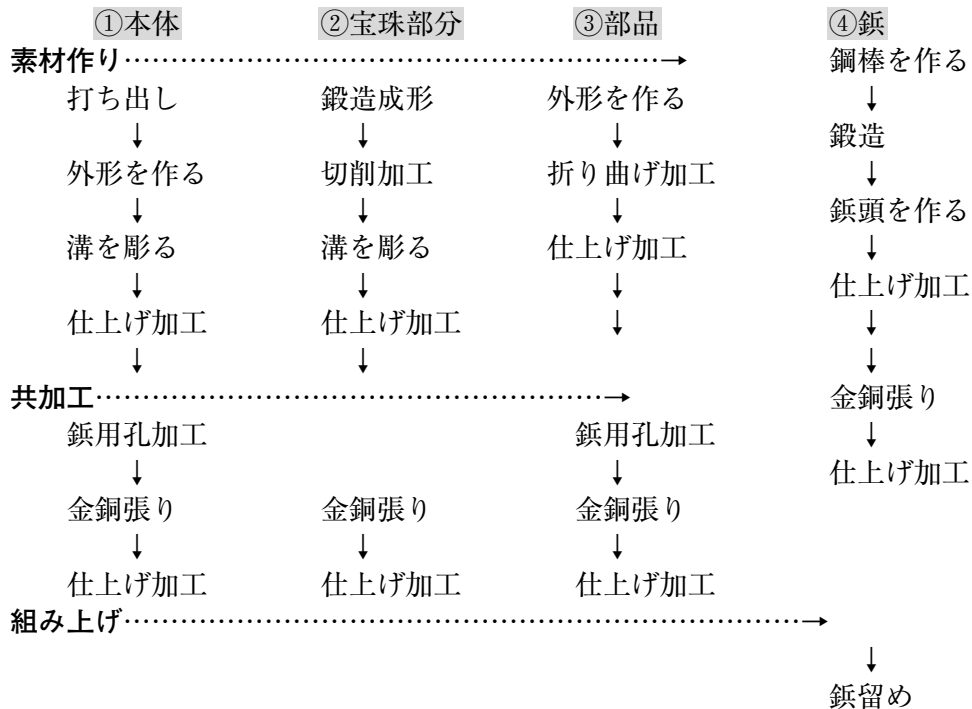 ①本体 ②宝珠部分 ③部品 ④鋲
素材作り……………………………………………→ 鋼棒を作る
打ち出し 鍛造成形 外形を作る ↓
↓ ↓ ↓ 鍛造
外形を作る 切削加工 折り曲げ加工 ↓
↓ ↓ ↓ 鋲頭を作る
溝を彫る 溝を彫る 仕上げ加工 ↓
↓ ↓ ↓ 仕上げ加工
仕上げ加工 仕上げ加工 ↓ ↓
↓ ↓ ↓
共加工……………………………………………→ 金銅張り
鋲用孔加工 鋲用孔加工 ↓
↓ ↓ 仕上げ加工
金銅張り 金銅張り 金銅張り
↓ ↓ ↓
仕上げ加工 仕上げ加工 仕上げ加工
組み上げ…………………………………………………………→
↓
鋲留め